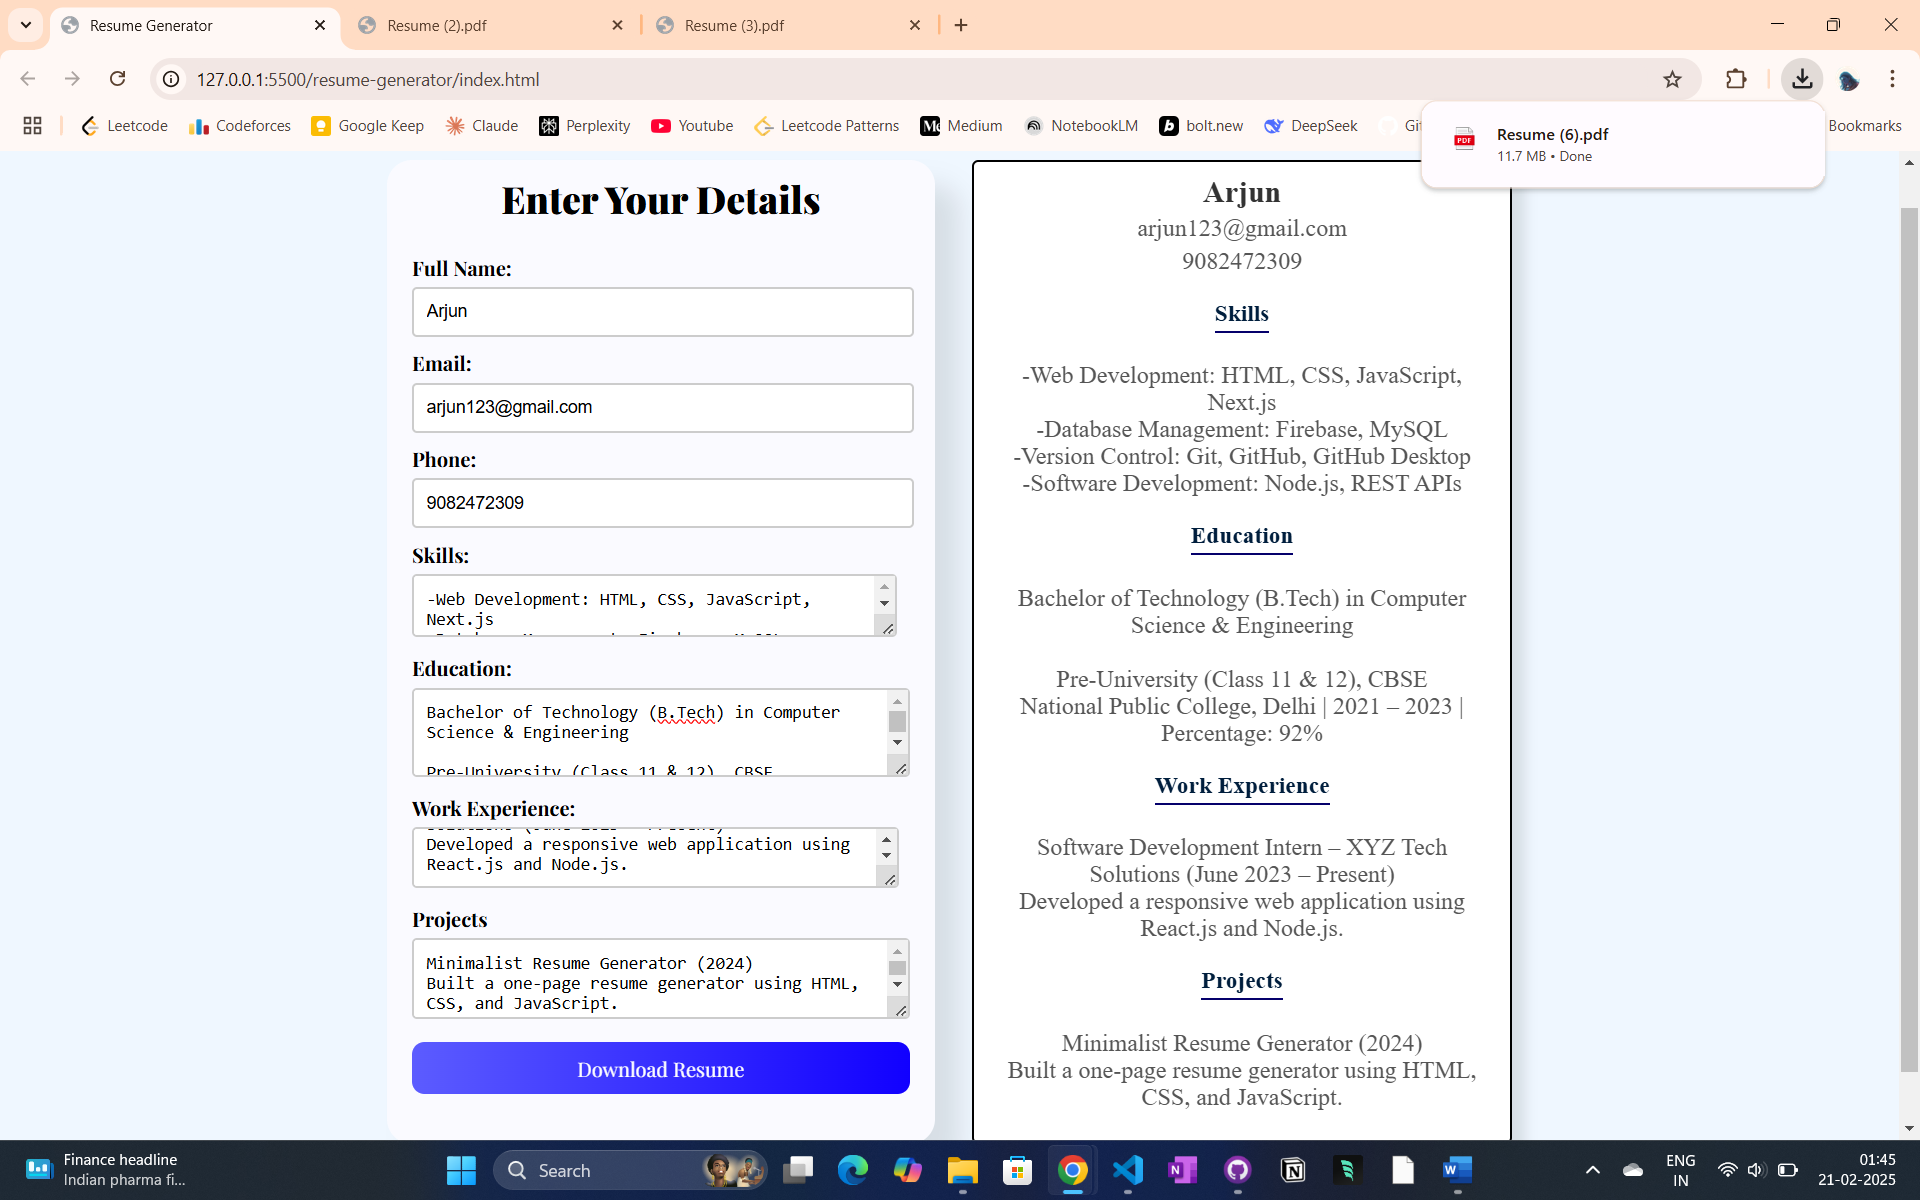 Resume Generator
Resume (2).pdf
Resume (3).pdf
127.0.0.1:5500/resume-generator/index.html
Leetcode
Codeforces
Google Keep
Claude
Perplexity
Youtube
Leetcode Patterns
Medium
NotebookLM
bolt.new
DeepSeek
Bookmarks
Resume (6).pdf
11.7 MB • Done
Enter Your Details
Full Name:
Arjun
Email:
arjun123@gmail.com
Phone:
9082472309
Skills:
-Web Development: HTML, CSS, JavaScript,
Next.js
Education:
Bachelor of Technology (B.Tech) in Computer
Science & Engineering
Pre-University (Class 11 & 12), CBSE
Work Experience:
Developed a responsive web application using
React.js and Node.js.
Projects
Minimalist Resume Generator (2024)
Built a one-page resume generator using HTML,
CSS, and JavaScript.
Download Resume
Arjun
arjun123@gmail.com
9082472309
Skills
-Web Development: HTML, CSS, JavaScript,
Next.js
-Database Management: Firebase, MySQL
-Version Control: Git, GitHub, GitHub Desktop
-Software Development: Node.js, REST APIs
Education
Bachelor of Technology (B.Tech) in Computer
Science & Engineering
Pre-University (Class 11 & 12), CBSE
National Public College, Delhi | 2021 – 2023 |
Percentage: 92%
Work Experience
Software Development Intern – XYZ Tech
Solutions (June 2023 – Present)
Developed a responsive web application using
React.js and Node.js.
Projects
Minimalist Resume Generator (2024)
Built a one-page resume generator using HTML,
CSS, and JavaScript.
Finance headline
Indian pharma fi...
Search
ENG
IN
01:45
21-02-2025